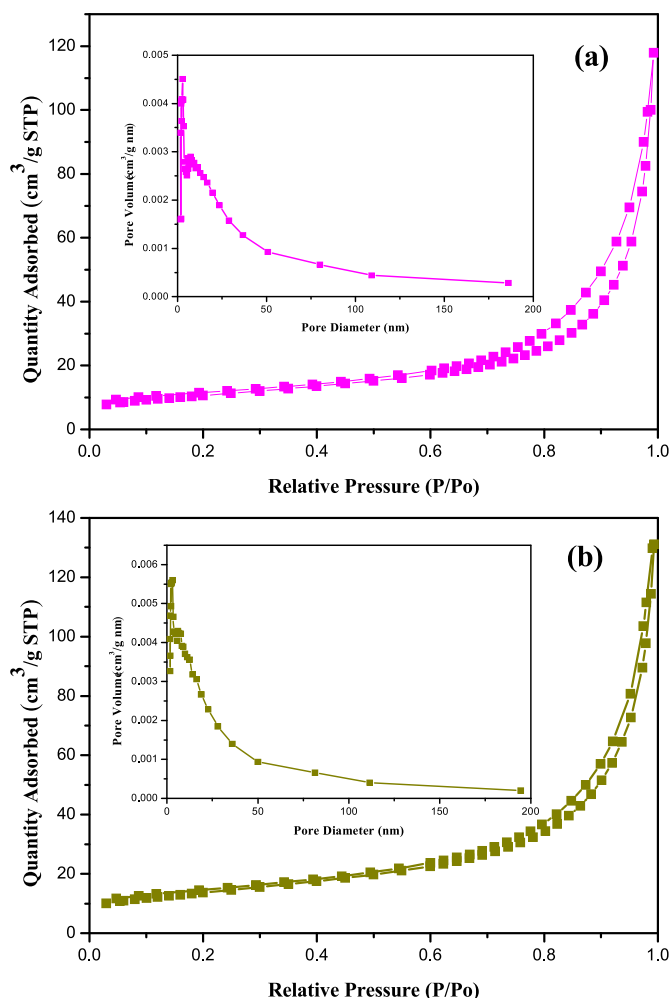 (a)
Quantity Adsorbed (cm³/g STP)
120
100
80
60
40
20
0
0.0 0.2 0.4 0.6 0.8 1.0
Relative Pressure (P/Po)
Pore Volume(cm³/g nm)
0.005
0.004
0.003
0.002
0.001
0.000
0 50 100 150 200
Pore Diameter (nm)
(b)
Quantity Adsorbed (cm³/g STP)
140
120
100
80
60
40
20
0
0.0 0.2 0.4 0.6 0.8 1.0
Relative Pressure (P/Po)
Pore Volume(cm³/g nm)
0.006
0.005
0.004
0.003
0.002
0.001
0.000
0 50 100 150 200
Pore Diameter (nm)